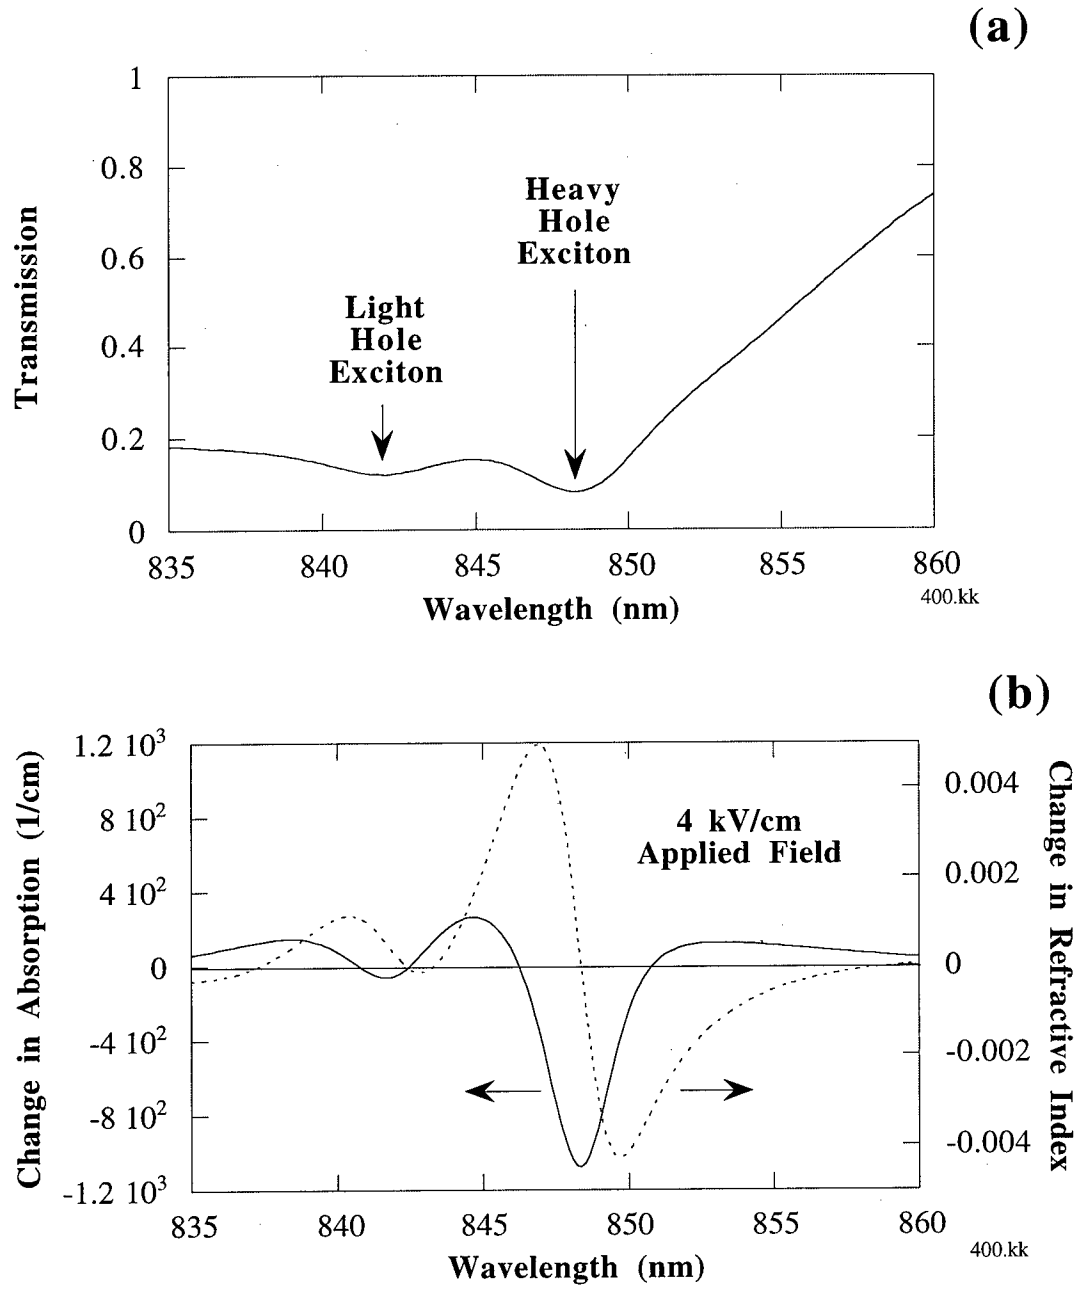 (a)
1
0.8
0.6
0.4
0.2
0
Transmission
Heavy
Hole
Exciton
Light
Hole
Exciton
835 840 845 850 855 860
Wavelength (nm)
400.kk
(b)
1.2 10³
8 10²
4 10²
0
-4 10²
-8 10²
-1.2 10³
Change in Absorption (1/cm)
4 kV/cm
Applied Field
0.004
0.002
0
-0.002
-0.004
Change in Refractive Index
835 840 845 850 855 860
Wavelength (nm)
400.kk